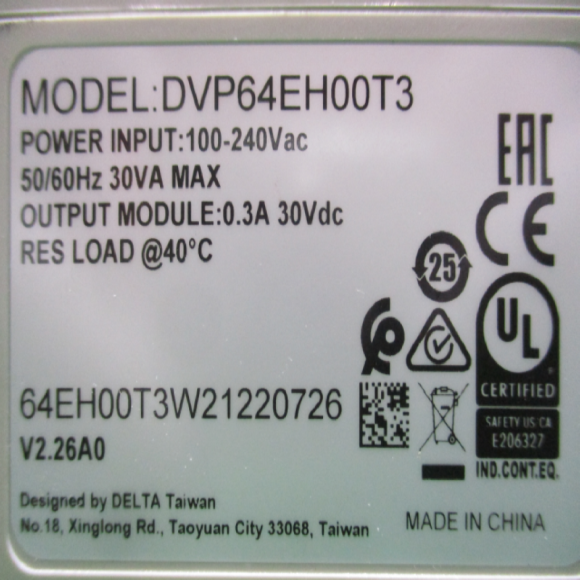 MODEL:DVP64EH00T3
POWER INPUT:100-240Vac
50/60Hz 30VA MAX
OUTPUT MODULE:0.3A 30Vdc
RES LOAD @40°C
EAC
CE
25
UL
CERTIFIED
SAFETY US CA
E206327
IND.CONT.EQ.
64EH00T3W21220726
V2.26A0
Designed by DELTA Taiwan
No.18, Xinglong Rd., Taoyuan City 33068, Taiwan
MADE IN CHINA